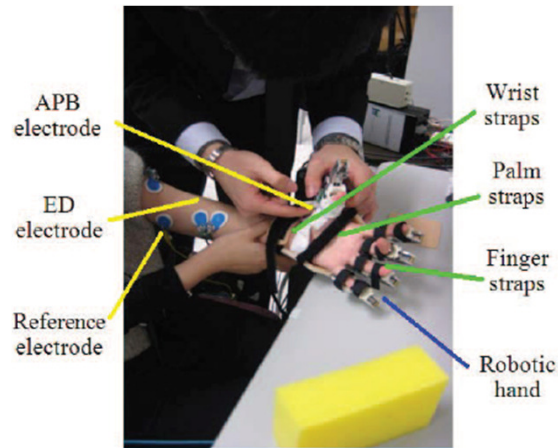 APB
electrode
ED
electrode
Reference
electrode
Wrist
straps
Palm
straps
Finger
straps
Robotic
hand